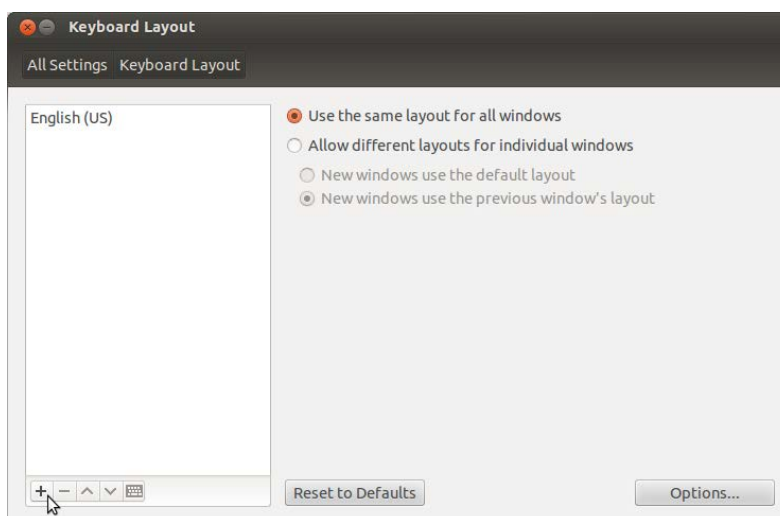 Keyboard Layout
All Settings Keyboard Layout
English (US)
Use the same layout for all windows
Allow different layouts for individual windows
New windows use the default layout
New windows use the previous window's layout
Reset to Defaults
Options...